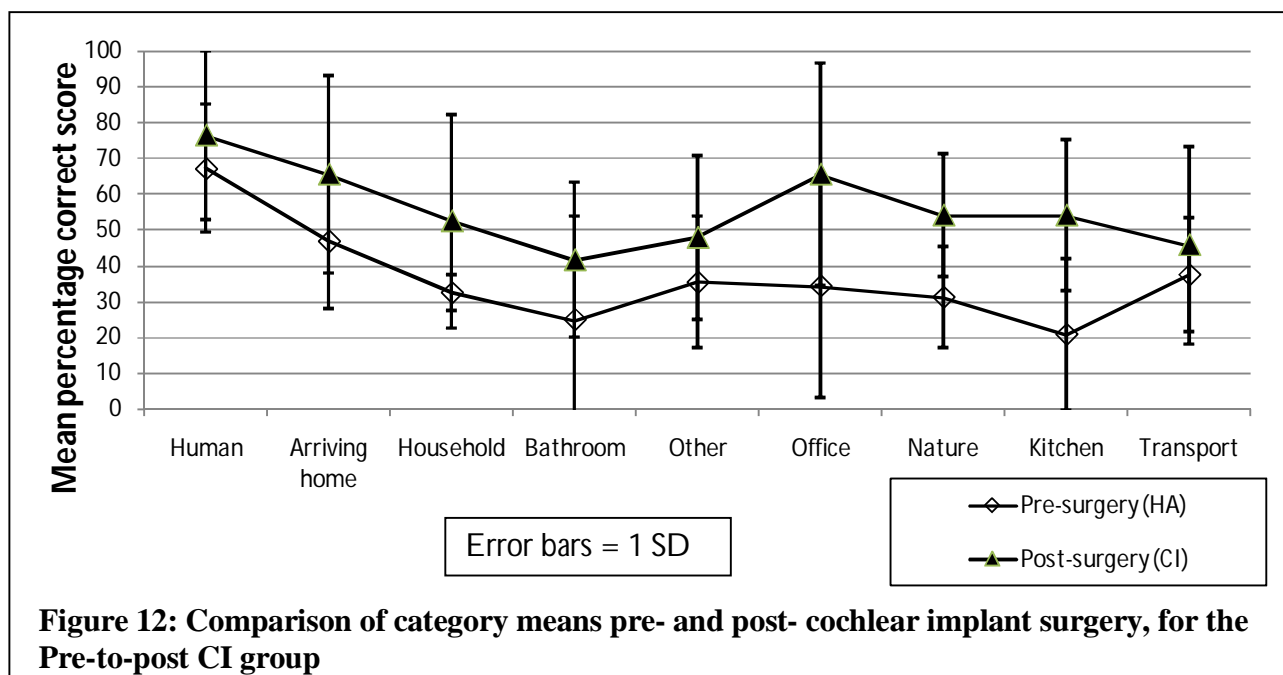 Mean percentage correct score
100
90
80
70
60
50
40
30
20
10
0
Human
Arriving
home
Household
Bathroom
Other
Office
Nature
Kitchen
Transport
Pre-surgery (HA)
Post-surgery (CI)
Error bars = 1 SD
Figure 12: Comparison of category means pre- and post- cochlear implant surgery, for the
Pre-to-post CI group